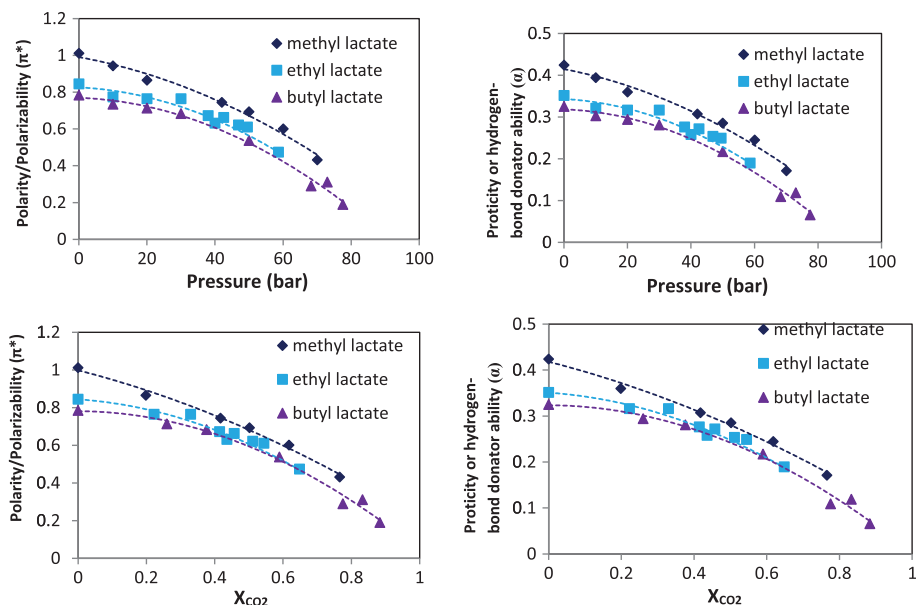 Polarity/Polarizability (π*)
1.2
1
0.8
0.6
0.4
0.2
0
methyl lactate
ethyl lactate
butyl lactate
0 20 40 60 80 100
Pressure (bar)
Proticity or hydrogen-
bond donator ability (α)
0.5
0.4
0.3
0.2
0.1
0
methyl lactate
ethyl lactate
butyl lactate
0 20 40 60 80 100
Pressure (bar)
Polarity/Polarizability (π*)
1.2
1
0.8
0.6
0.4
0.2
0
methyl lactate
ethyl lactate
butyl lactate
0 0.2 0.4 0.6 0.8 1
XCO2
Proticity or hydrogen-
bond donator ability (α)
0.5
0.4
0.3
0.2
0.1
0
methyl lactate
ethyl lactate
butyl lactate
0 0.2 0.4 0.6 0.8 1
XCO2